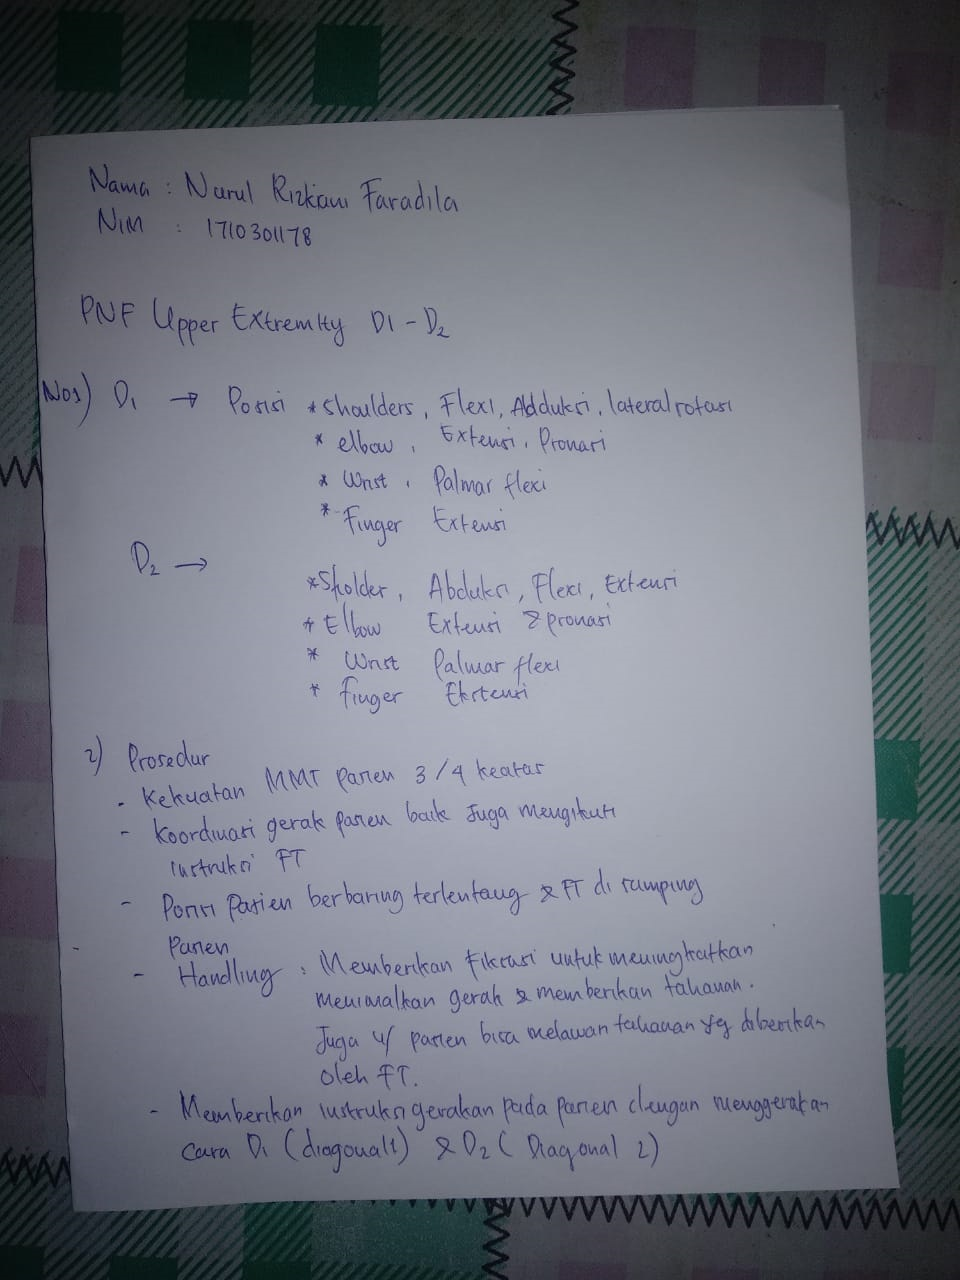 Nama : Nurul Rizkiani Faradila
NIM : 1710301178
PNF Upper Extremity D1 - D2
No1) D1 → Posisi * shoulders, Flexi, Adduksi, lateral rotasi
* elbow, Extensi, Pronasi
* Wrist, Palmar flexi
* Finger Extensi
D2 →
* Sholder, Abduksi, Flexi, Extensi
* Elbow Extensi & pronasi
* Wrist Palmar flexi
* finger Ekstensi
2) Prosedur
- Kekuatan MMT pasien 3/4 keatas
- Koordinasi gerak pasien baik juga mengikuti
instruksi FT
- Posisi pasien berbaring terlentang & FT di samping
pasien
- Handling : Memberikan fiksasi untuk meningkatkan
menimalkan gerak & memberikan tahanan.
Juga u/ pasien bisa melawan tahanan yg diberikan
oleh FT.
- Memberikan instruksi gerakan pada pasien dengan menggerakan
cara D1 (diagonal 1) & D2 (Diagonal 2)